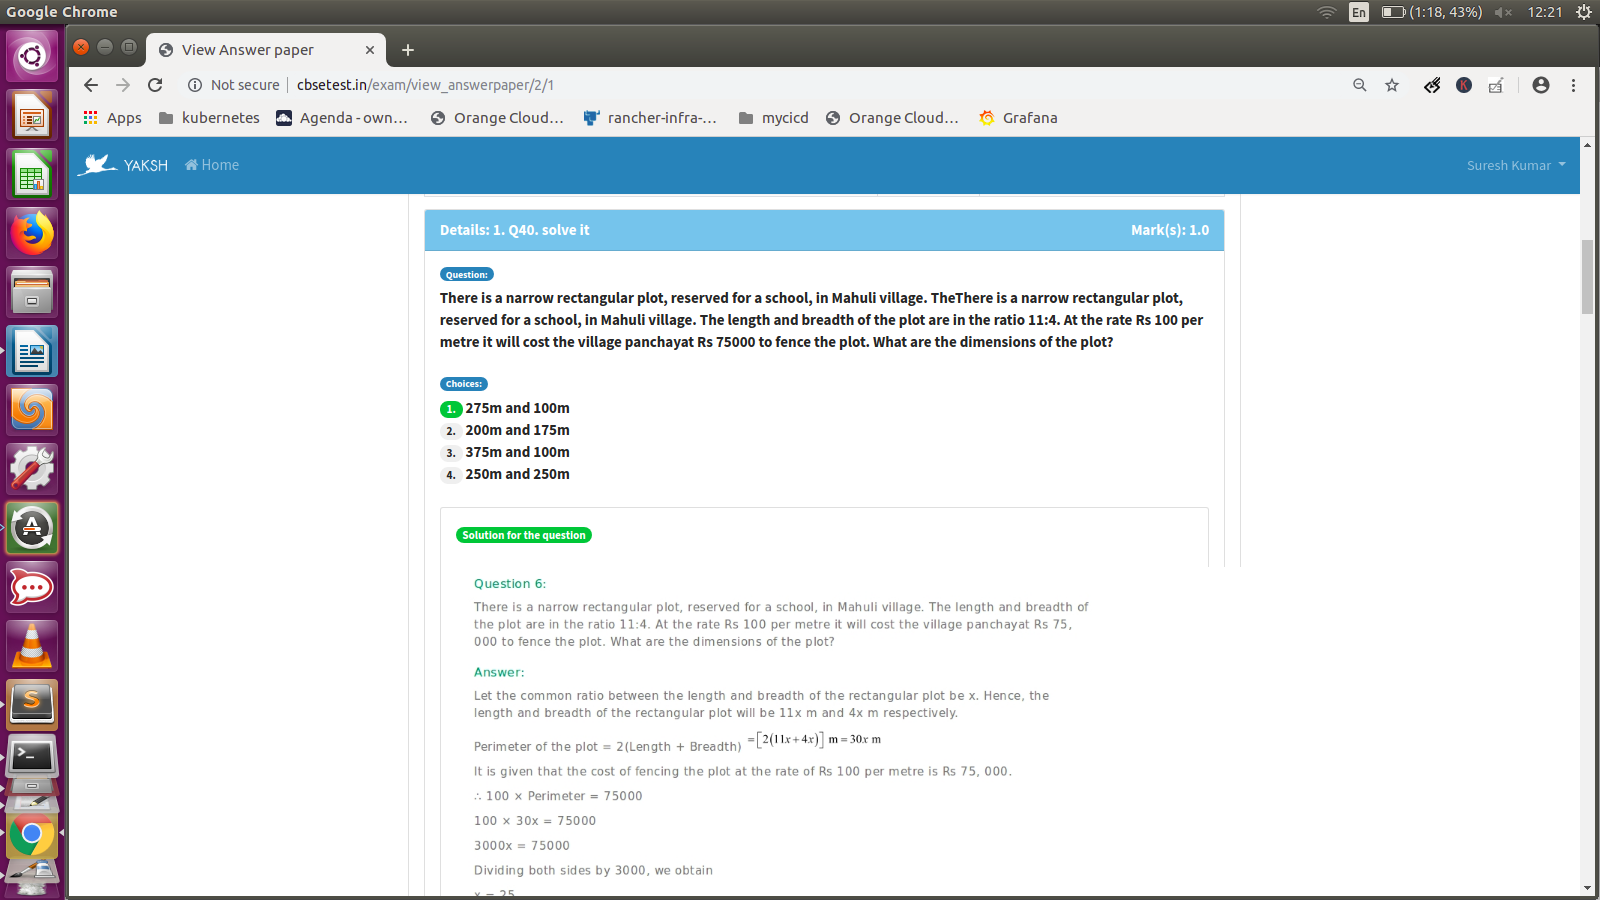 Google Chrome
En
(1:18, 43%)
12:21
View Answer paper
Not secure
cbsetest.in/exam/view_answerpaper/2/1
K
Apps
kubernetes
Agenda - own...
Orange Cloud...
rancher-infra-...
mycicd
Orange Cloud...
Grafana
YAKSH
Home
Suresh Kumar
Details: 1. Q40. solve it
Mark(s): 1.0
Question:
There is a narrow rectangular plot, reserved for a school, in Mahuli village. TheThere is a narrow rectangular plot,
reserved for a school, in Mahuli village. The length and breadth of the plot are in the ratio 11:4. At the rate Rs 100 per
metre it will cost the village panchayat Rs 75000 to fence the plot. What are the dimensions of the plot?
Choices:
1. 275m and 100m
2. 200m and 175m
3. 375m and 100m
4. 250m and 250m
Solution for the question
Question 6:
There is a narrow rectangular plot, reserved for a school, in Mahuli village. The length and breadth of
the plot are in the ratio 11:4. At the rate Rs 100 per metre it will cost the village panchayat Rs 75,
000 to fence the plot. What are the dimensions of the plot?
Answer:
Let the common ratio between the length and breadth of the rectangular plot be x. Hence, the
length and breadth of the rectangular plot will be 11x m and 4x m respectively.
Perimeter of the plot = 2(Length + Breadth) =[2(11x+4x)] m = 30x m
It is given that the cost of fencing the plot at the rate of Rs 100 per metre is Rs 75, 000.
∴ 100 × Perimeter = 75000
100 × 30x = 75000
3000x = 75000
Dividing both sides by 3000, we obtain
x = 25